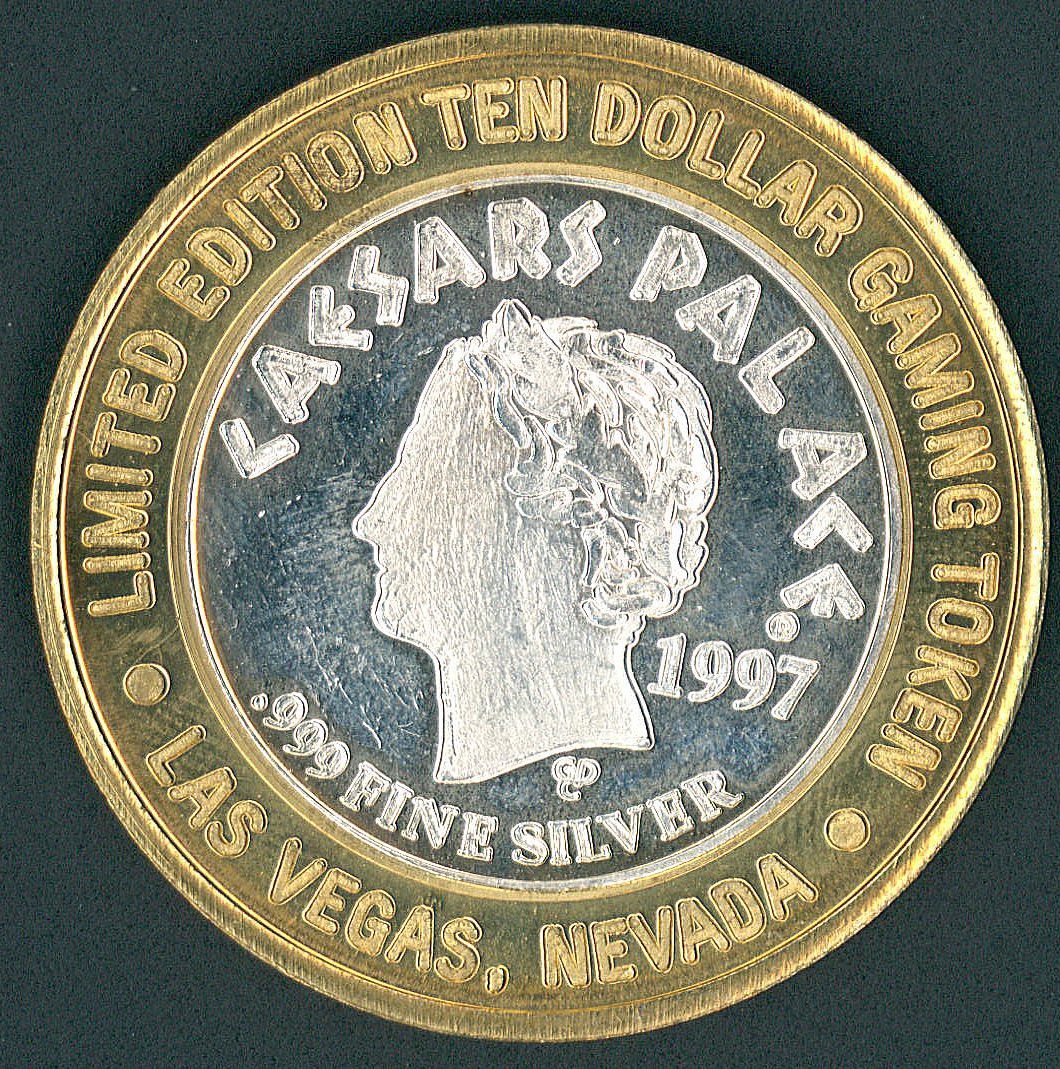 LIMITED EDITION TEN DOLLAR GAMING TOKEN
CAESARS PALACE
1997
.999 FINE SILVER
LAS VEGAS, NEVADA